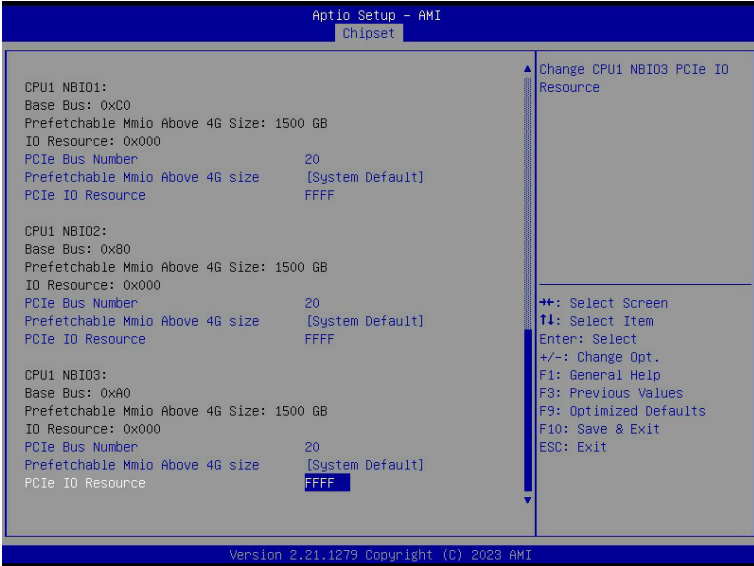 Aptio Setup – AMI
Chipset
CPU1 NBIO1:
Base Bus: 0xC0
Prefetchable Mmio Above 4G Size: 1500 GB
IO Resource: 0x000
PCIe Bus Number 20
Prefetchable Mmio Above 4G size [System Default]
PCIe IO Resource FFFF
CPU1 NBIO2:
Base Bus: 0x80
Prefetchable Mmio Above 4G Size: 1500 GB
IO Resource: 0x000
PCIe Bus Number 20
Prefetchable Mmio Above 4G size [System Default]
PCIe IO Resource FFFF
CPU1 NBIO3:
Base Bus: 0xA0
Prefetchable Mmio Above 4G Size: 1500 GB
IO Resource: 0x000
PCIe Bus Number 20
Prefetchable Mmio Above 4G size [System Default]
PCIe IO Resource FFFF
Change CPU1 NBIO3 PCIe IO
Resource
→←: Select Screen
↑↓: Select Item
Enter: Select
+/-: Change Opt.
F1: General Help
F3: Previous Values
F9: Optimized Defaults
F10: Save & Exit
ESC: Exit
Version 2.21.1279 Copyright (C) 2023 AMI